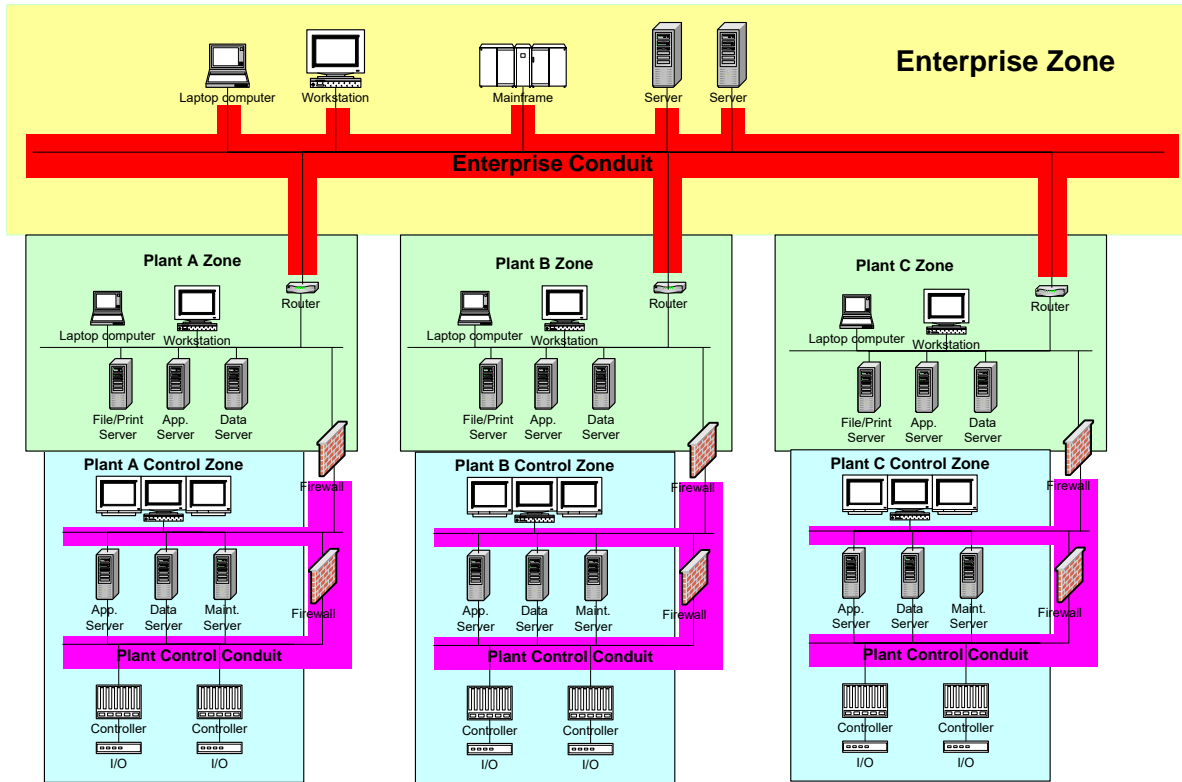 Enterprise Zone
Laptop computer
Workstation
Mainframe
Server
Server
Enterprise Conduit
Plant A Zone
Router
Laptop computer
Workstation
File/Print
Server
App.
Server
Data
Server
Firewall
Plant A Control Zone
App.
Server
Data
Server
Maint.
Server
Firewall
Plant Control Conduit
Controller
Controller
I/O
I/O
Plant B Zone
Router
Laptop computer
Workstation
File/Print
Server
App.
Server
Data
Server
Firewall
Plant B Control Zone
App.
Server
Data
Server
Maint.
Server
Firewall
Plant Control Conduit
Controller
Controller
I/O
I/O
Plant C Zone
Router
Laptop computer
Workstation
File/Print
Server
App.
Server
Data
Server
Firewall
Plant C Control Zone
App.
Server
Data
Server
Maint.
Server
Firewall
Plant Control Conduit
Controller
Controller
I/O
I/O